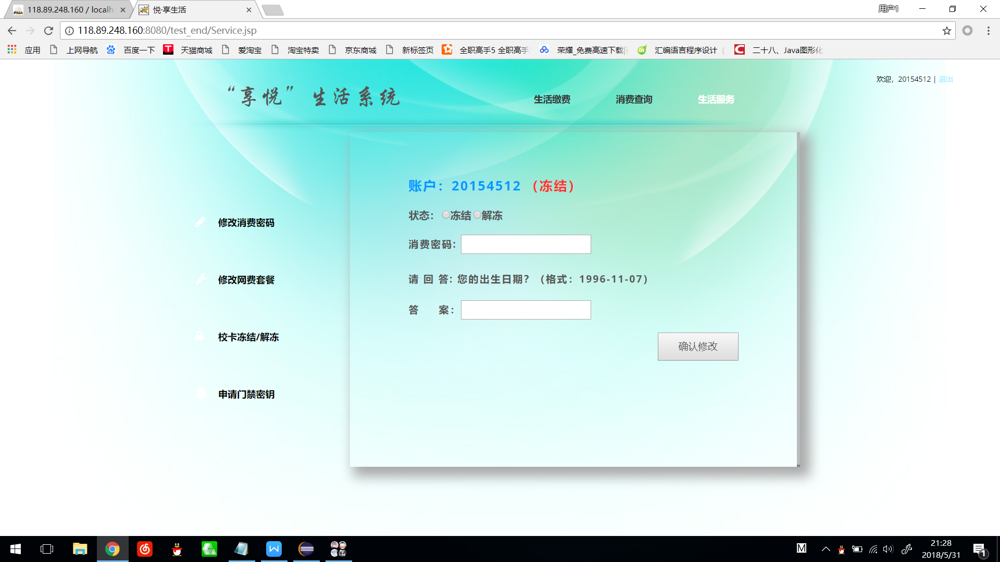 118.89.248.160 / localh
悦·享生活
用户1
118.89.248.160:8080/test_end/Service.jsp
应用 上网导航 百度一下 天猫商城 爱淘宝 淘宝特卖 京东商城 新标签页 全职高手5 全职高手 荣耀_免费高速下载| 汇编语言程序设计 ( 二十八、Java图形化
欢迎，20154512 | 退出
“享悦”生活系统
生活缴费 消费查询 生活服务
账户：20154512 （冻结）
状态： 冻结 解冻
消费密码：
请 回 答：您的出生日期？（格式：1996-11-07）
答 案：
确认修改
修改消费密码
修改网费套餐
校卡冻结/解冻
申请门禁密钥
M
21:28
2018/5/31
1